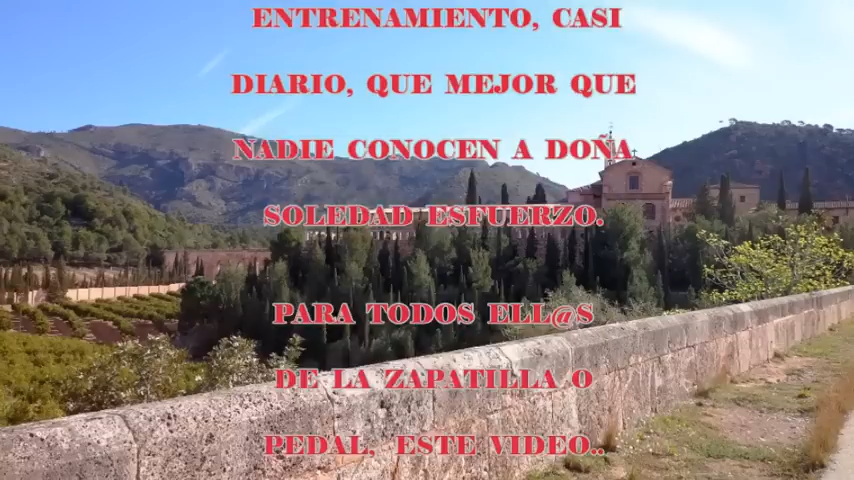 ENTRENAMIENTO, CASI
DIARIO, QUE MEJOR QUE
NADIE CONOCEN A DOÑA
SOLEDAD ESFUERZO.
PARA TODOS ELL@S
DE LA ZAPATILLA O
PEDAL, ESTE VIDEO..